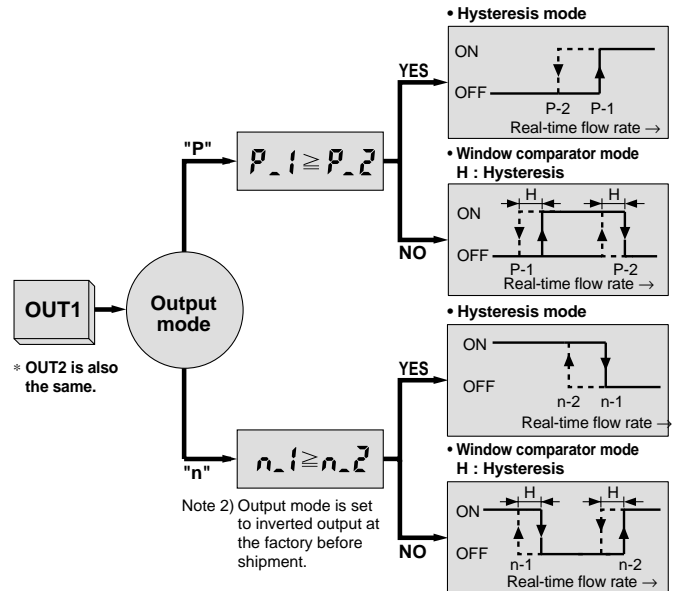 • Hysteresis mode
ON
OFF
P-2 P-1
Real-time flow rate →
YES
"P"
P_1 ≧ P_2
NO
• Window comparator mode
H : Hysteresis
H H
ON
OFF
P-1 P-2
Real-time flow rate →
OUT1
Output
mode
* OUT2 is also
the same.
• Hysteresis mode
ON
OFF
n-2 n-1
Real-time flow rate →
YES
"n"
n_1≧n_2
NO
Note 2) Output mode is set
to inverted output at
the factory before
shipment.
• Window comparator mode
H : Hysteresis
H H
ON
OFF
n-1 n-2
Real-time flow rate →